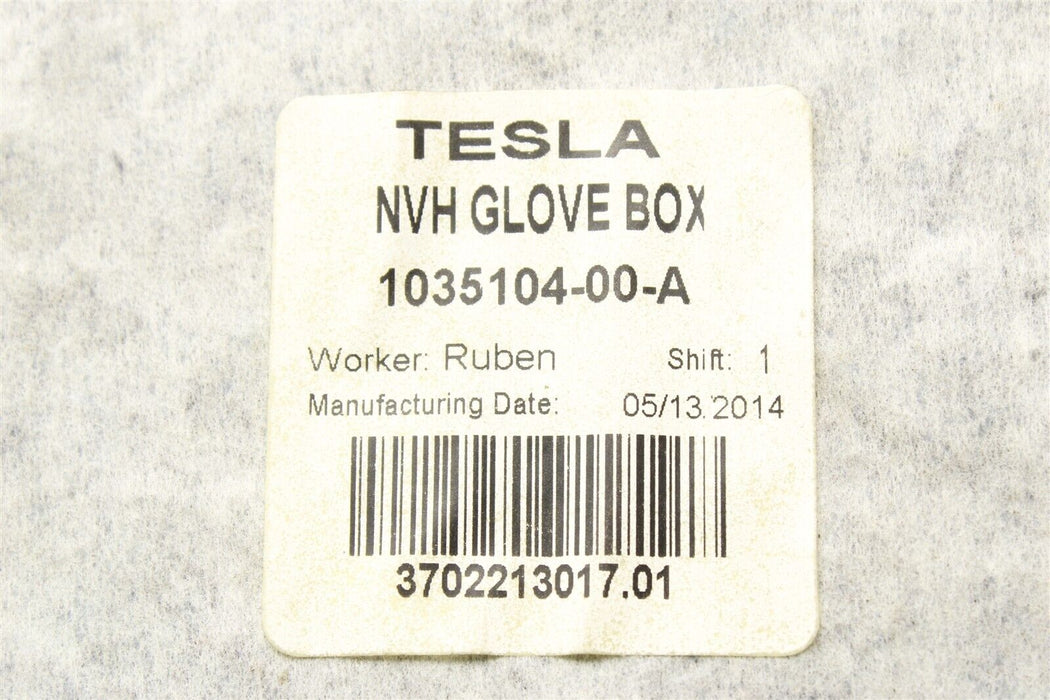 TESLA
NVH GLOVE BOX
1035104-00-A
Worker: Ruben Shift: 1
Manufacturing Date: 05/13.2014
3702213017.01